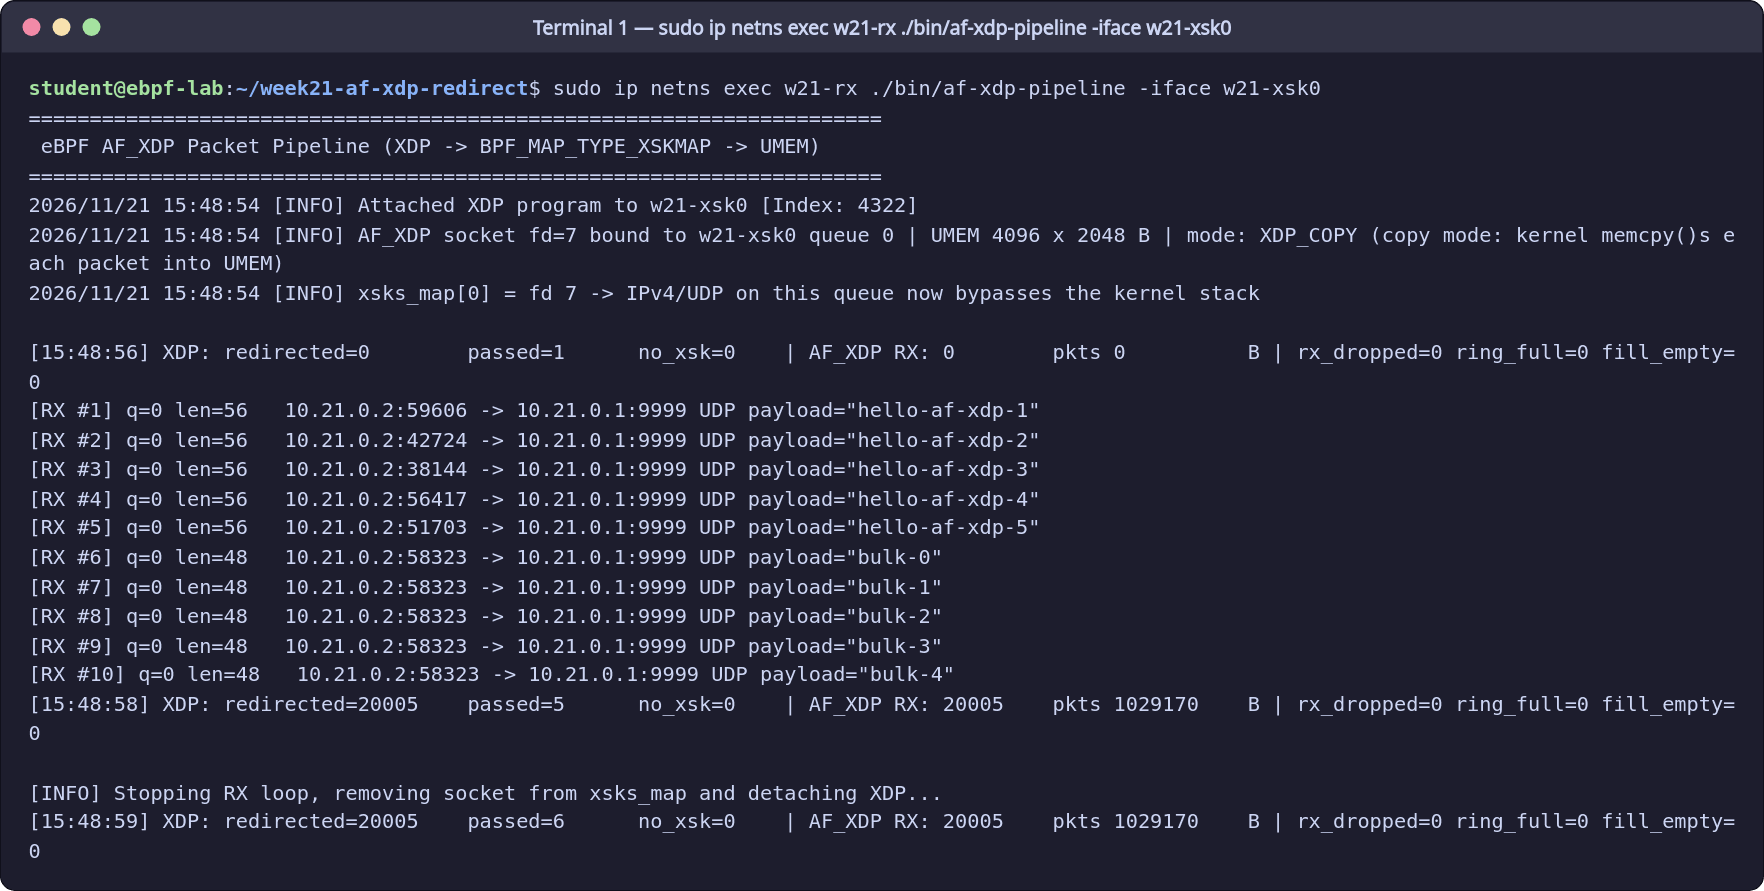 Terminal 1 — sudo ip netns exec w21-rx ./bin/af-xdp-pipeline -iface w21-xsk0
student@ebpf-lab:~/week21-af-xdp-redirect$ sudo ip netns exec w21-rx ./bin/af-xdp-pipeline -iface w21-xsk0
======================================================================
 eBPF AF_XDP Packet Pipeline (XDP -> BPF_MAP_TYPE_XSKMAP -> UMEM)
======================================================================
2026/11/21 15:48:54 [INFO] Attached XDP program to w21-xsk0 [Index: 4322]
2026/11/21 15:48:54 [INFO] AF_XDP socket fd=7 bound to w21-xsk0 queue 0 | UMEM 4096 x 2048 B | mode: XDP_COPY (copy mode: kernel memcpy()s e
ach packet into UMEM)
2026/11/21 15:48:54 [INFO] xsks_map[0] = fd 7 -> IPv4/UDP on this queue now bypasses the kernel stack
[15:48:56] XDP: redirected=0        passed=1      no_xsk=0    | AF_XDP RX: 0        pkts 0          B | rx_dropped=0 ring_full=0 fill_empty=
0
[RX #1] q=0 len=56   10.21.0.2:59606 -> 10.21.0.1:9999 UDP payload="hello-af-xdp-1"
[RX #2] q=0 len=56   10.21.0.2:42724 -> 10.21.0.1:9999 UDP payload="hello-af-xdp-2"
[RX #3] q=0 len=56   10.21.0.2:38144 -> 10.21.0.1:9999 UDP payload="hello-af-xdp-3"
[RX #4] q=0 len=56   10.21.0.2:56417 -> 10.21.0.1:9999 UDP payload="hello-af-xdp-4"
[RX #5] q=0 len=56   10.21.0.2:51703 -> 10.21.0.1:9999 UDP payload="hello-af-xdp-5"
[RX #6] q=0 len=48   10.21.0.2:58323 -> 10.21.0.1:9999 UDP payload="bulk-0"
[RX #7] q=0 len=48   10.21.0.2:58323 -> 10.21.0.1:9999 UDP payload="bulk-1"
[RX #8] q=0 len=48   10.21.0.2:58323 -> 10.21.0.1:9999 UDP payload="bulk-2"
[RX #9] q=0 len=48   10.21.0.2:58323 -> 10.21.0.1:9999 UDP payload="bulk-3"
[RX #10] q=0 len=48   10.21.0.2:58323 -> 10.21.0.1:9999 UDP payload="bulk-4"
[15:48:58] XDP: redirected=20005    passed=5      no_xsk=0    | AF_XDP RX: 20005    pkts 1029170    B | rx_dropped=0 ring_full=0 fill_empty=
0
[INFO] Stopping RX loop, removing socket from xsks_map and detaching XDP...
[15:48:59] XDP: redirected=20005    passed=6      no_xsk=0    | AF_XDP RX: 20005    pkts 1029170    B | rx_dropped=0 ring_full=0 fill_empty=
0